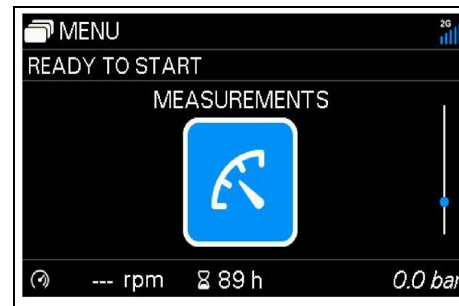 MENU
2G
READY TO START
MEASUREMENTS
--- rpm 89 h 0.0 bar